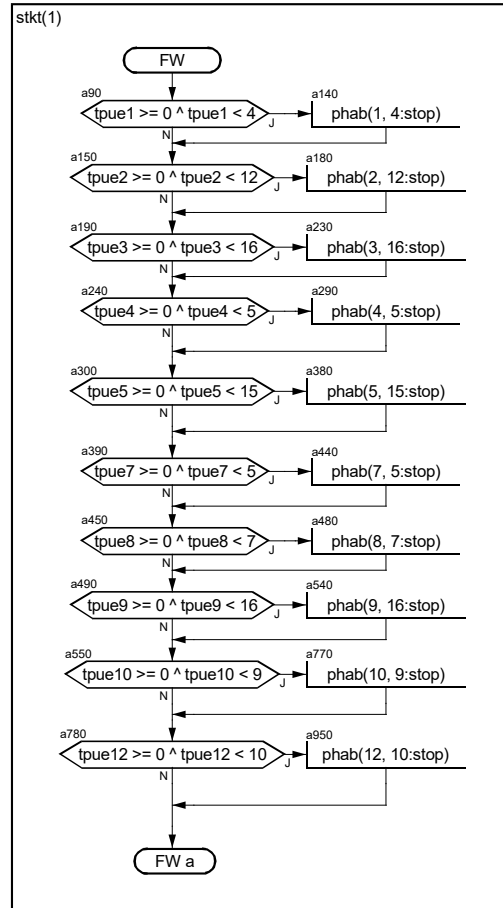 stkt(1)
FW
a90
tpue1 >= 0 ^ tpue1 < 4
J
N
a140
phab(1, 4:stop)
a150
tpue2 >= 0 ^ tpue2 < 12
J
N
a180
phab(2, 12:stop)
a190
tpue3 >= 0 ^ tpue3 < 16
J
N
a230
phab(3, 16:stop)
a240
tpue4 >= 0 ^ tpue4 < 5
J
N
a290
phab(4, 5:stop)
a300
tpue5 >= 0 ^ tpue5 < 15
J
N
a380
phab(5, 15:stop)
a390
tpue7 >= 0 ^ tpue7 < 5
J
N
a440
phab(7, 5:stop)
a450
tpue8 >= 0 ^ tpue8 < 7
J
N
a480
phab(8, 7:stop)
a490
tpue9 >= 0 ^ tpue9 < 16
J
N
a540
phab(9, 16:stop)
a550
tpue10 >= 0 ^ tpue10 < 9
J
N
a770
phab(10, 9:stop)
a780
tpue12 >= 0 ^ tpue12 < 10
J
N
a950
phab(12, 10:stop)
FW a